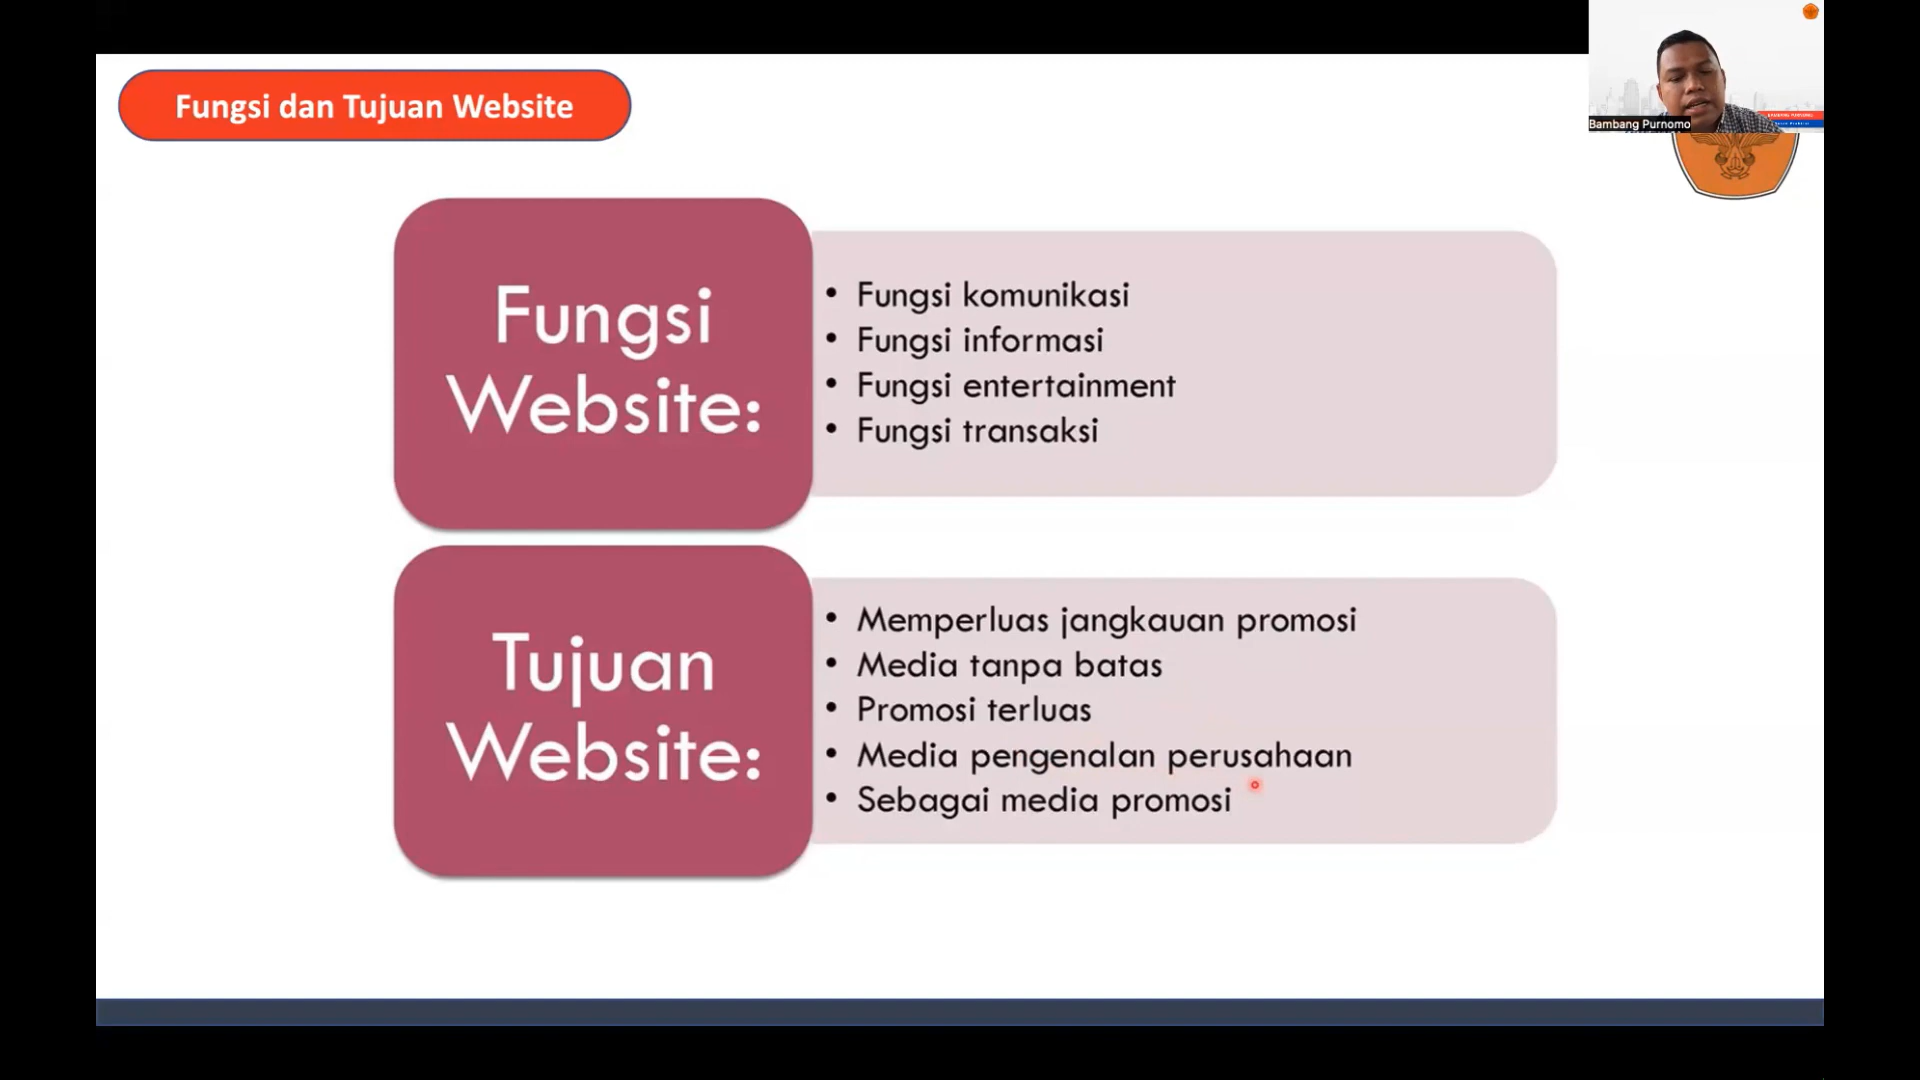 Fungsi dan Tujuan Website
Bambang Purnomo
Fungsi
Website:
• Fungsi komunikasi
• Fungsi informasi
• Fungsi entertainment
• Fungsi transaksi
Tujuan
Website:
• Memperluas jangkauan promosi
• Media tanpa batas
• Promosi terluas
• Media pengenalan perusahaan
• Sebagai media promosi